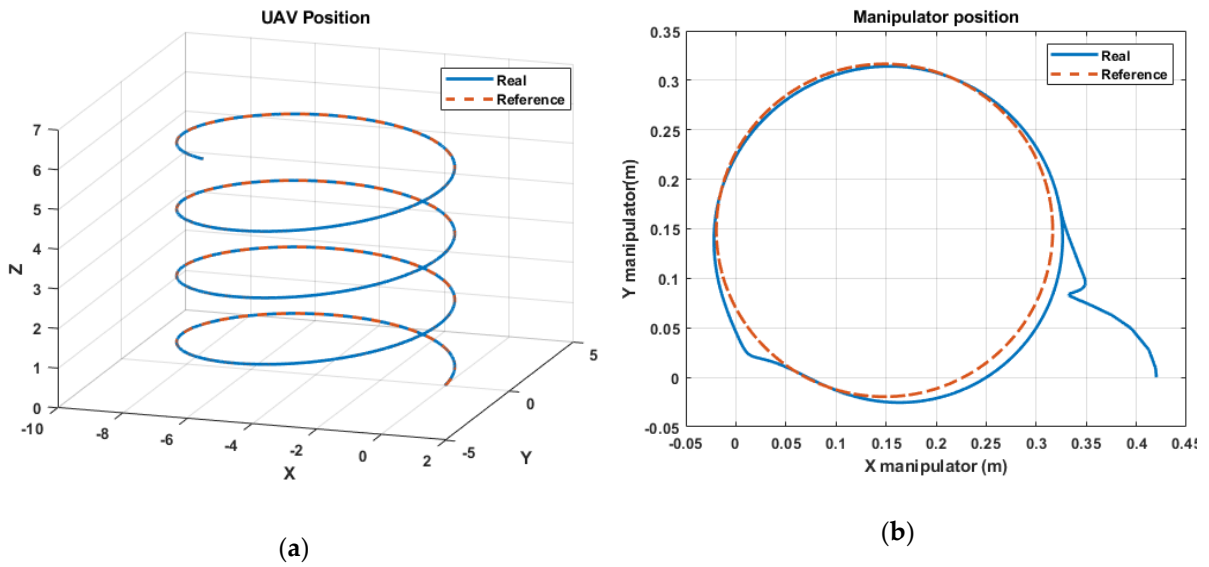 UAV Position
Real
Reference
7
6
5
4
3
2
1
0
Z
-10
-8
-6
-4
-2
0
2
X
-5
0
5
Y
(a)
Manipulator position
Real
Reference
0.35
0.3
0.25
0.2
0.15
0.1
0.05
0
-0.05
Y manipulator(m)
-0.05
0
0.05
0.1
0.15
0.2
0.25
0.3
0.35
0.4
0.45
X manipulator (m)
(b)